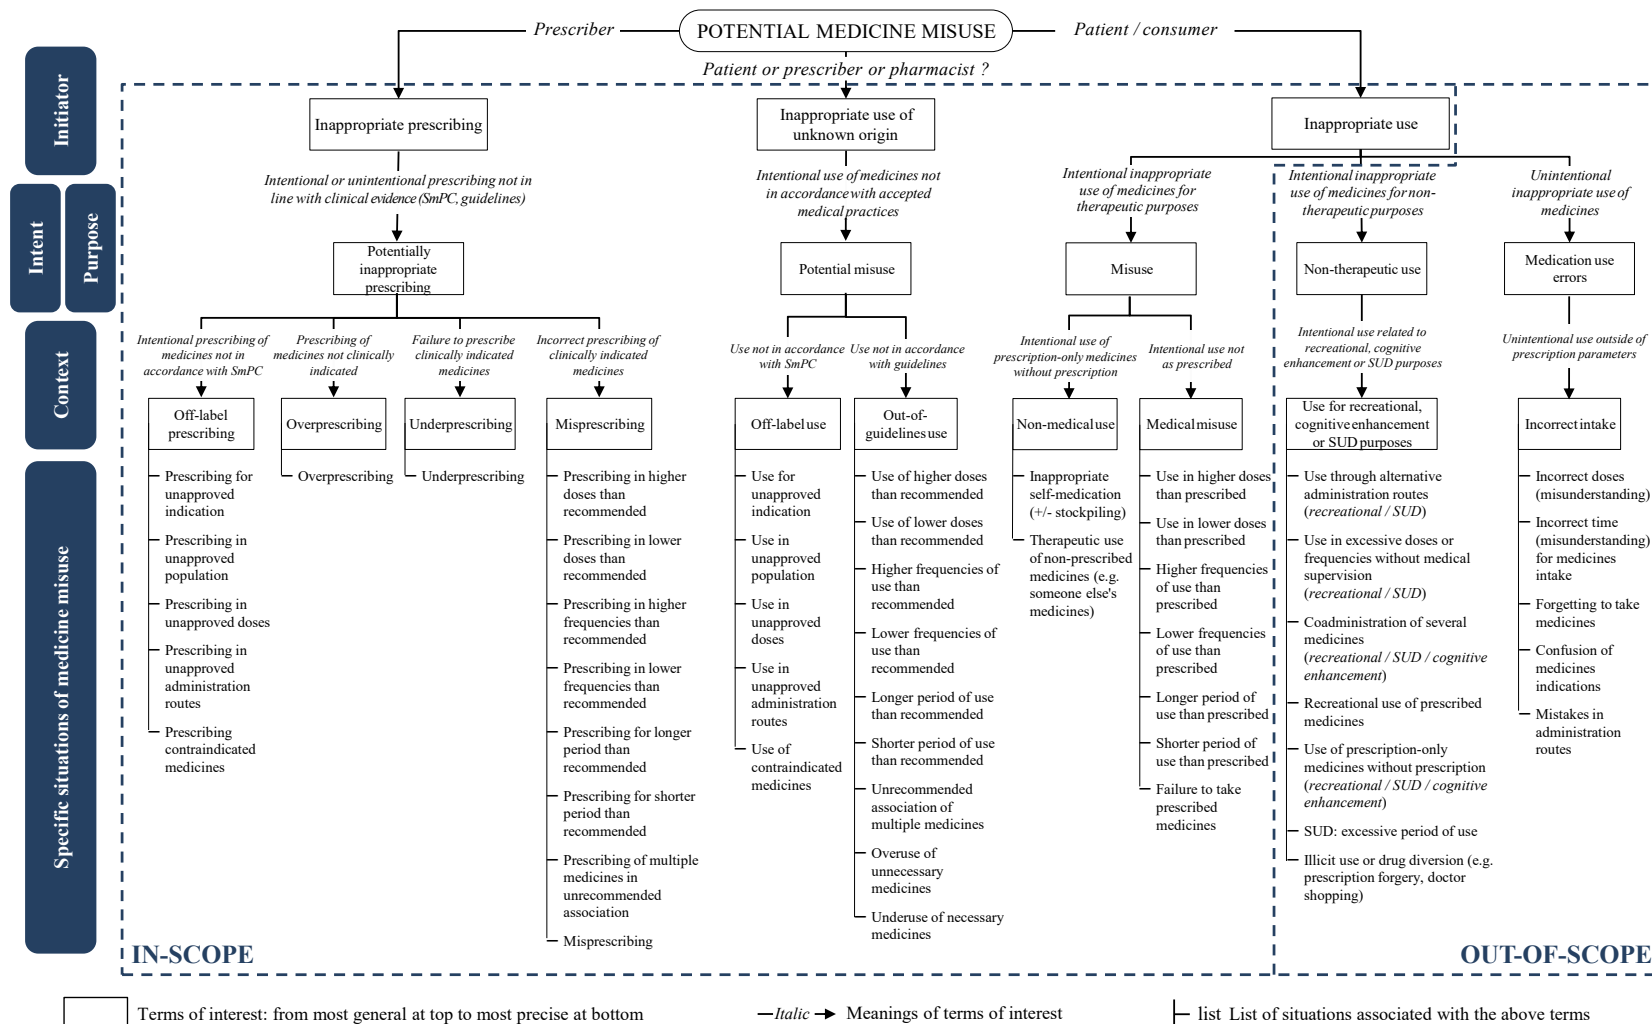 POTENTIAL MEDICINE MISUSE
Prescriber
Patient / consumer
Patient or prescriber or pharmacist ?
Initiator
Inappropriate prescribing
Inappropriate use of
unknown origin
Inappropriate use
Intent
Purpose
Intentional or unintentional prescribing not in
line with clinical evidence (SmPC, guidelines)
Intentional use of medicines not
in accordance with accepted
medical practices
Intentional inappropriate
use of medicines for
therapeutic purposes
Intentional inappropriate
use of medicines for non-
therapeutic purposes
Unintentional
inappropriate use of
medicines
Potentially
inappropriate
prescribing
Potential misuse
Misuse
Non-therapeutic use
Medication use
errors
Context
Intentional prescribing of
medicines not in
accordance with SmPC
Prescribing of
medicines not clinically
indicated
Failure to prescribe
clinically indicated
medicines
Incorrect prescribing of
clinically indicated
medicines
Use not in accordance
with SmPC
Use not in accordance
with guidelines
Intentional use of
prescription-only medicines
without prescription
Intentional use not
as prescribed
Intentional use related to
recreational, cognitive
enhancement or SUD purposes
Unintentional use outside of
prescription parameters
Off-label
prescribing
Overprescribing
Underprescribing
Misprescribing
Off-label use
Out-of-
guidelines use
Non-medical use
Medical misuse
Use for recreational,
cognitive enhancement
or SUD purposes
Incorrect intake
Specific situations of medicine misuse
Prescribing for
unapproved
indication
Prescribing in
unapproved
population
Prescribing in
unapproved doses
Prescribing in
unapproved
administration
routes
Prescribing
contraindicated
medicines
Overprescribing
Underprescribing
Prescribing in higher
doses than
recommended
Prescribing in lower
doses than
recommended
Prescribing in higher
frequencies than
recommended
Prescribing in lower
frequencies than
recommended
Prescribing for longer
period than
recommended
Prescribing for shorter
period than
recommended
Prescribing of multiple
medicines in
unrecommended
association
Misprescribing
Use for
unapproved
indication
Use in
unapproved
population
Use in
unapproved
doses
Use in
unapproved
administration
routes
Use of
contraindicated
medicines
Use of higher doses
than recommended
Use of lower doses
than recommended
Higher frequencies of
use than
recommended
Lower frequencies of
use than
recommended
Longer period of use
than recommended
Shorter period of use
than recommended
Unrecommended
association of
multiple medicines
Overuse of
unnecessary
medicines
Underuse of necessary
medicines
Inappropriate
self-medication
(+/- stockpiling)
Therapeutic use
of non-prescribed
medicines (e.g.
someone else's
medicines)
Use in higher doses
than prescribed
Use in lower doses
than prescribed
Higher frequencies
of use than
prescribed
Lower frequencies
of use than
prescribed
Longer period of
use than prescribed
Shorter period of
use than prescribed
Failure to take
prescribed
medicines
Use through alternative
administration routes
(recreational / SUD)
Use in excessive doses or
frequencies without medical
supervision
(recreational / SUD)
Coadministration of several
medicines
(recreational / SUD / cognitive
enhancement)
Recreational use of prescribed
medicines
Use of prescription-only
medicines without prescription
(recreational / SUD / cognitive
enhancement)
SUD: excessive period of use
Illicit use or drug diversion (e.g.
prescription forgery, doctor
shopping)
Incorrect doses
(misunderstanding)
Incorrect time
(misunderstanding)
for medicines
intake
Forgetting to take
medicines
Confusion of
medicines
indications
Mistakes in
administration
routes
IN-SCOPE
OUT-OF-SCOPE
Terms of interest: from most general at top to most precise at bottom
Italic
Meanings of terms of interest
list List of situations associated with the above terms